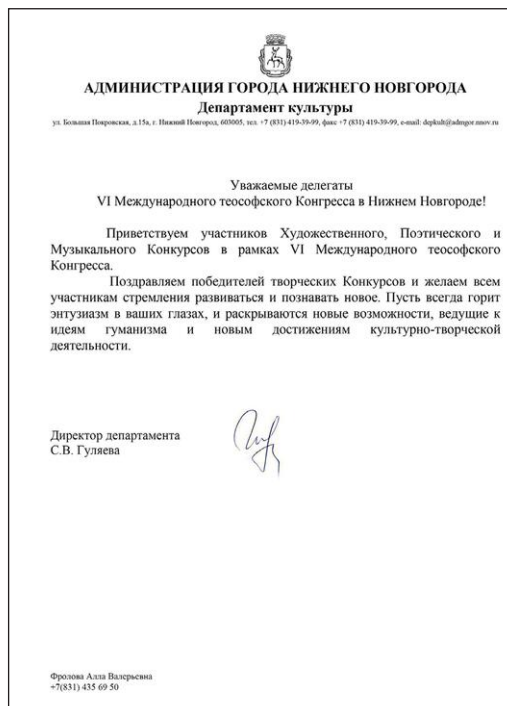 АДМИНИСТРАЦИЯ ГОРОДА НИЖНЕГО НОВГОРОДА
Департамент культуры
ул. Большая Покровская, д.15а, г. Нижний Новгород, 603005, тел. +7 (831) 419-39-99, факс +7 (831) 419-39-99, e-mail: depkult@admgor.nnov.ru
Уважаемые делегаты
VI Международного теософского Конгресса в Нижнем Новгороде!
Приветствуем участников Художественного, Поэтического и
Музыкального Конкурсов в рамках VI Международного теософского
Конгресса.
Поздравляем победителей творческих Конкурсов и желаем всем
участникам стремления развиваться и познавать новое. Пусть всегда горит
энтузиазм в ваших глазах, и раскрываются новые возможности, ведущие к
идеям гуманизма и новым достижениям культурно-творческой
деятельности.
Директор департамента
С.В. Гуляева
Фролова Алла Валерьевна
+7(831) 435 69 50